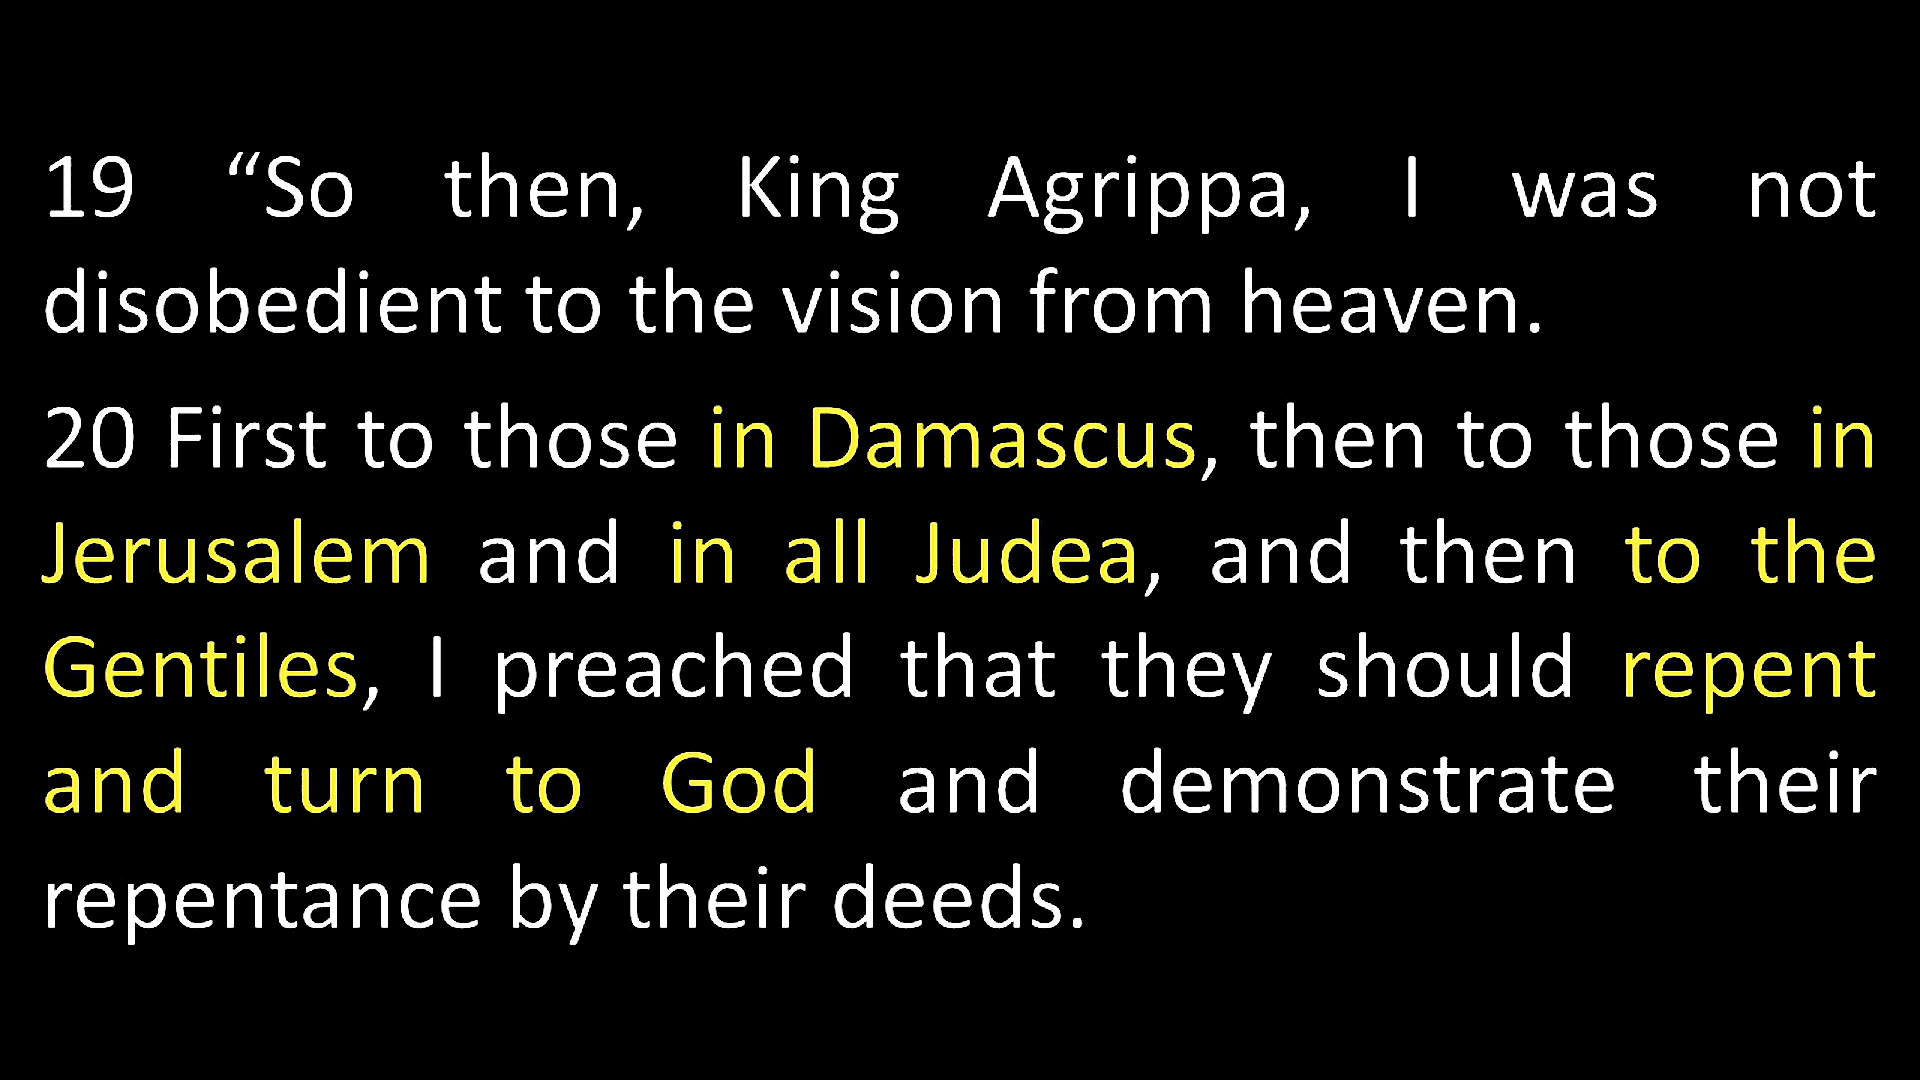 19 “So then, King Agrippa, I was not
disobedient to the vision from heaven.
20 First to those in Damascus, then to those in
Jerusalem and in all Judea, and then to the
Gentiles, I preached that they should repent
and turn to God and demonstrate their
repentance by their deeds.